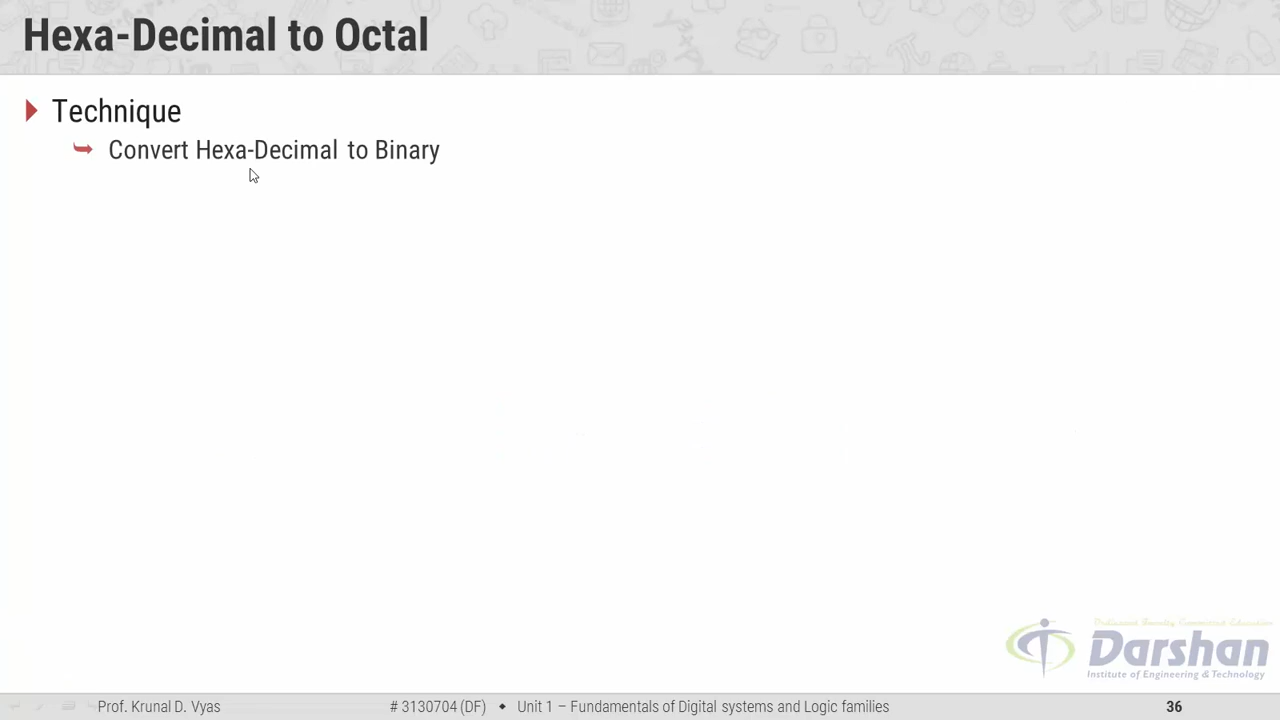 Hexa-Decimal to Octal
Technique
Convert Hexa-Decimal to Binary
Darshan
Institute of Engineering & Technology
Prof. Krunal D. Vyas
# 3130704 (DF) ◆ Unit 1 – Fundamentals of Digital systems and Logic families
36